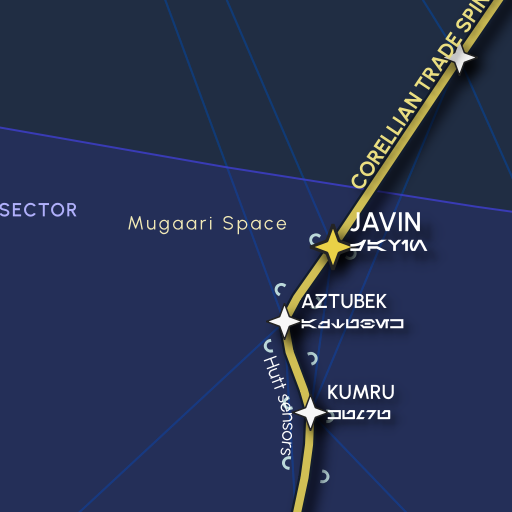 CORELLIAN TRADE SPIN
SECTOR
Mugaari Space
JAVIN
AZTUBEK
Hutt sensors
KUMRU